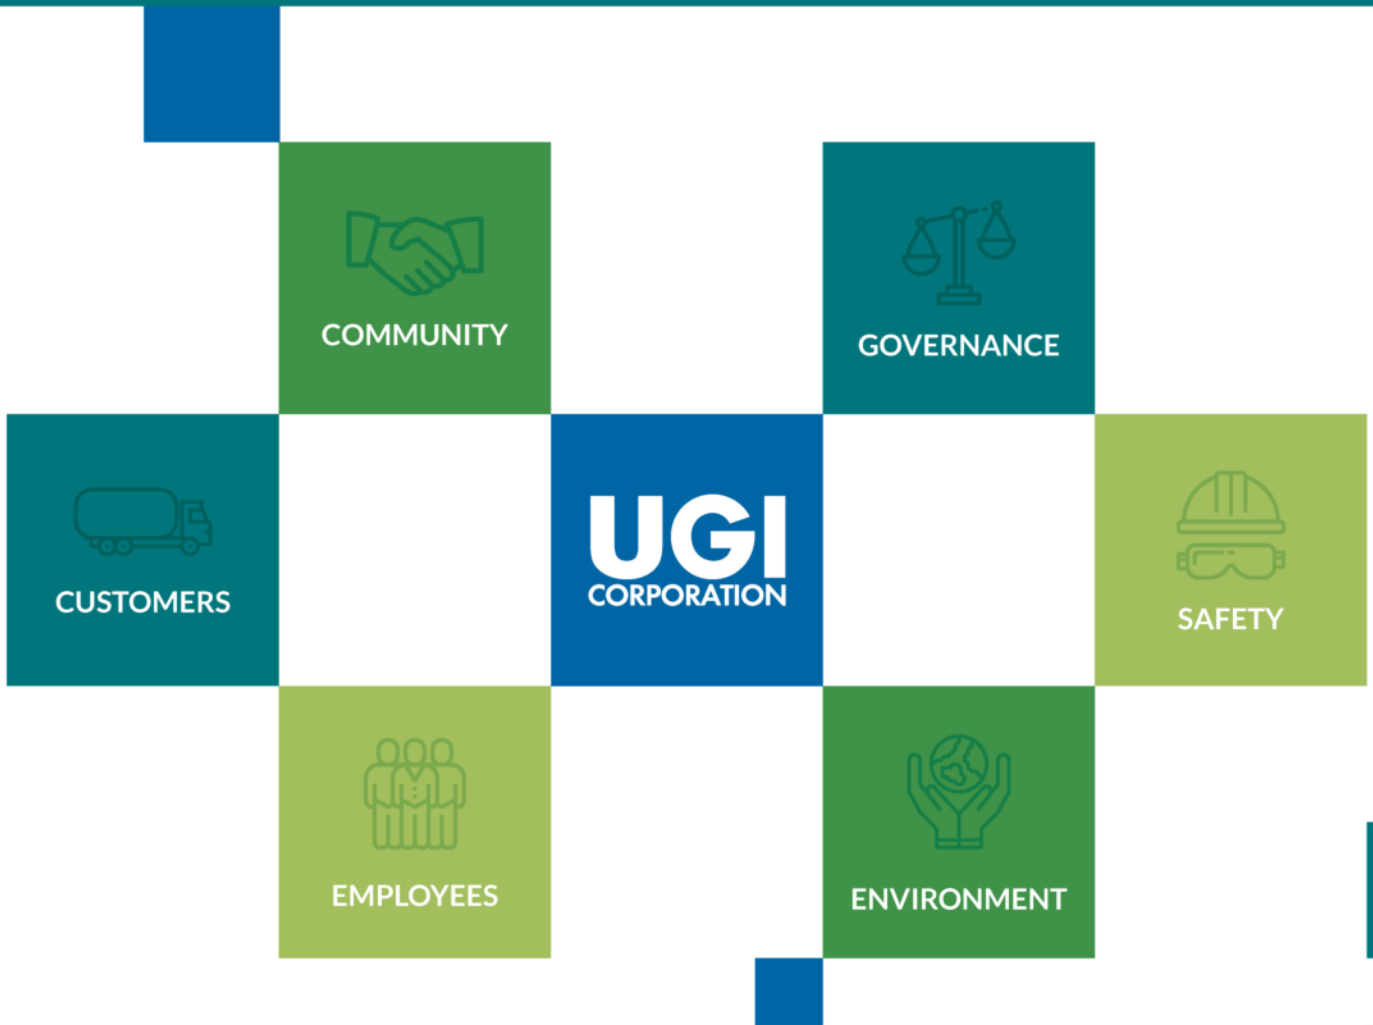 COMMUNITY
GOVERNANCE
CUSTOMERS
UGI
CORPORATION
SAFETY
EMPLOYEES
ENVIRONMENT